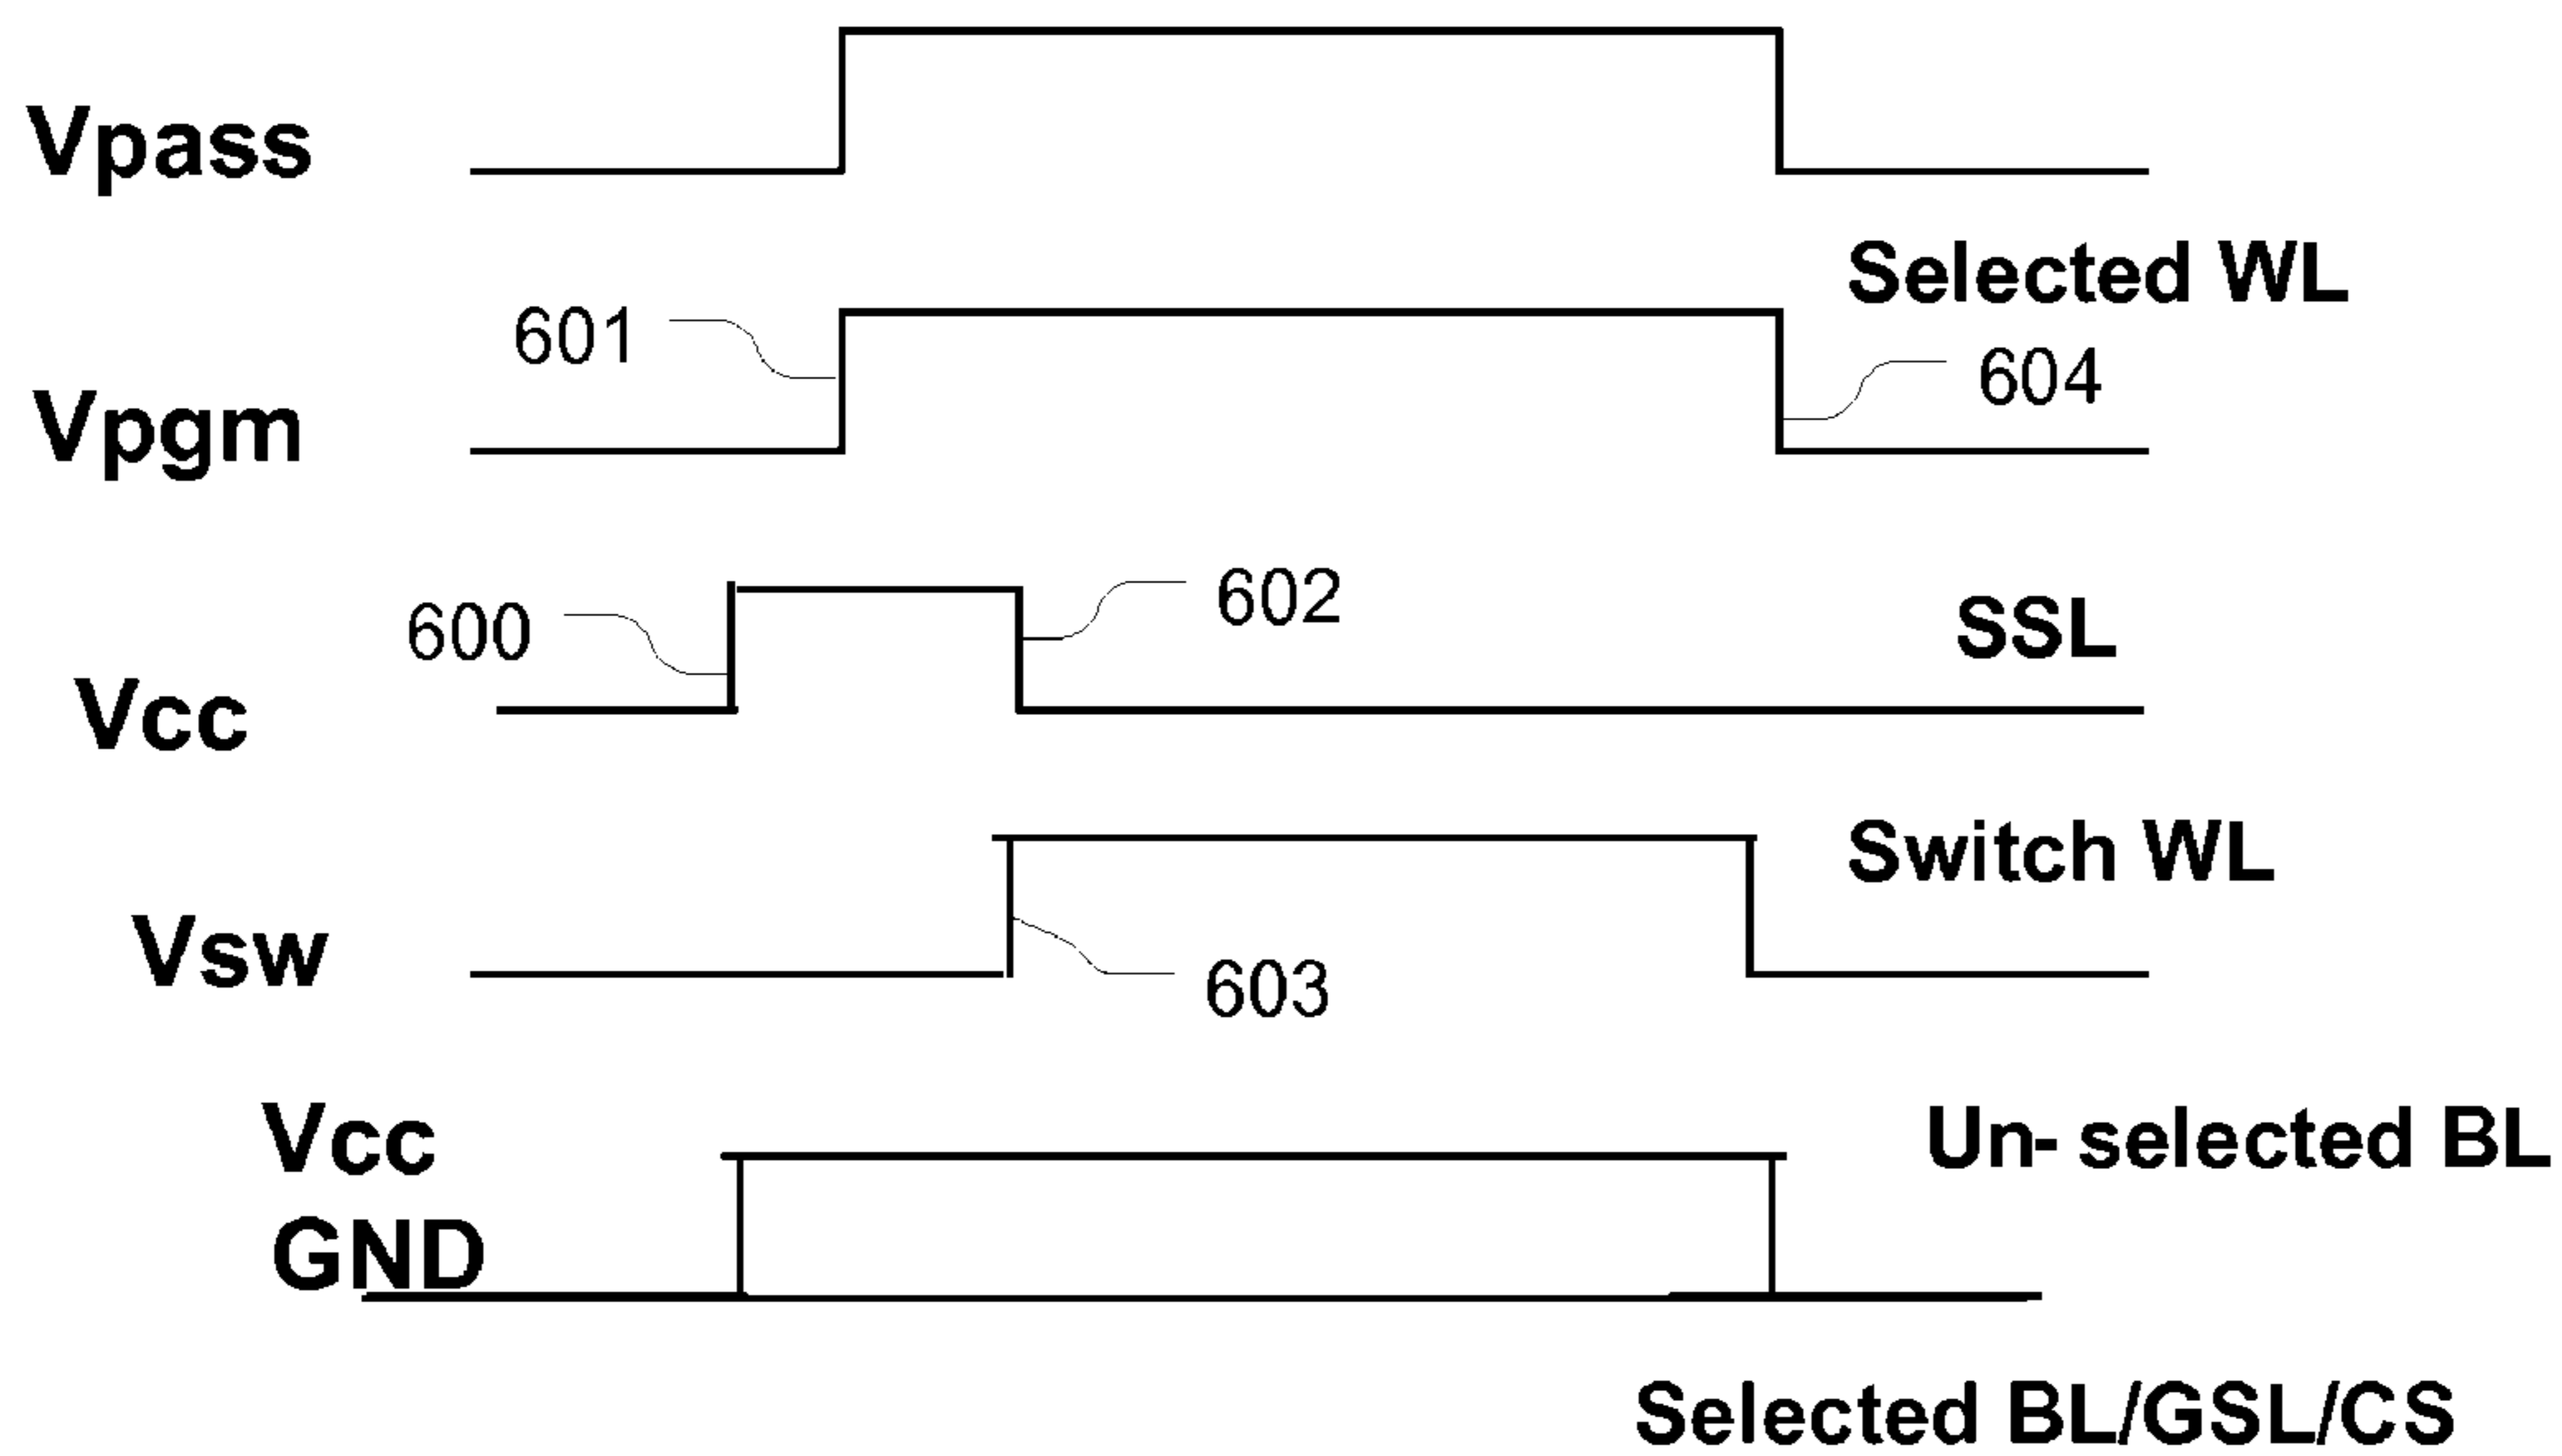 Vpass
Selected WL
601
604
Vpgm
600
602
SSL
Vcc
Switch WL
Vsw
603
Vcc
Un- selected BL
GND
Selected BL/GSL/CS